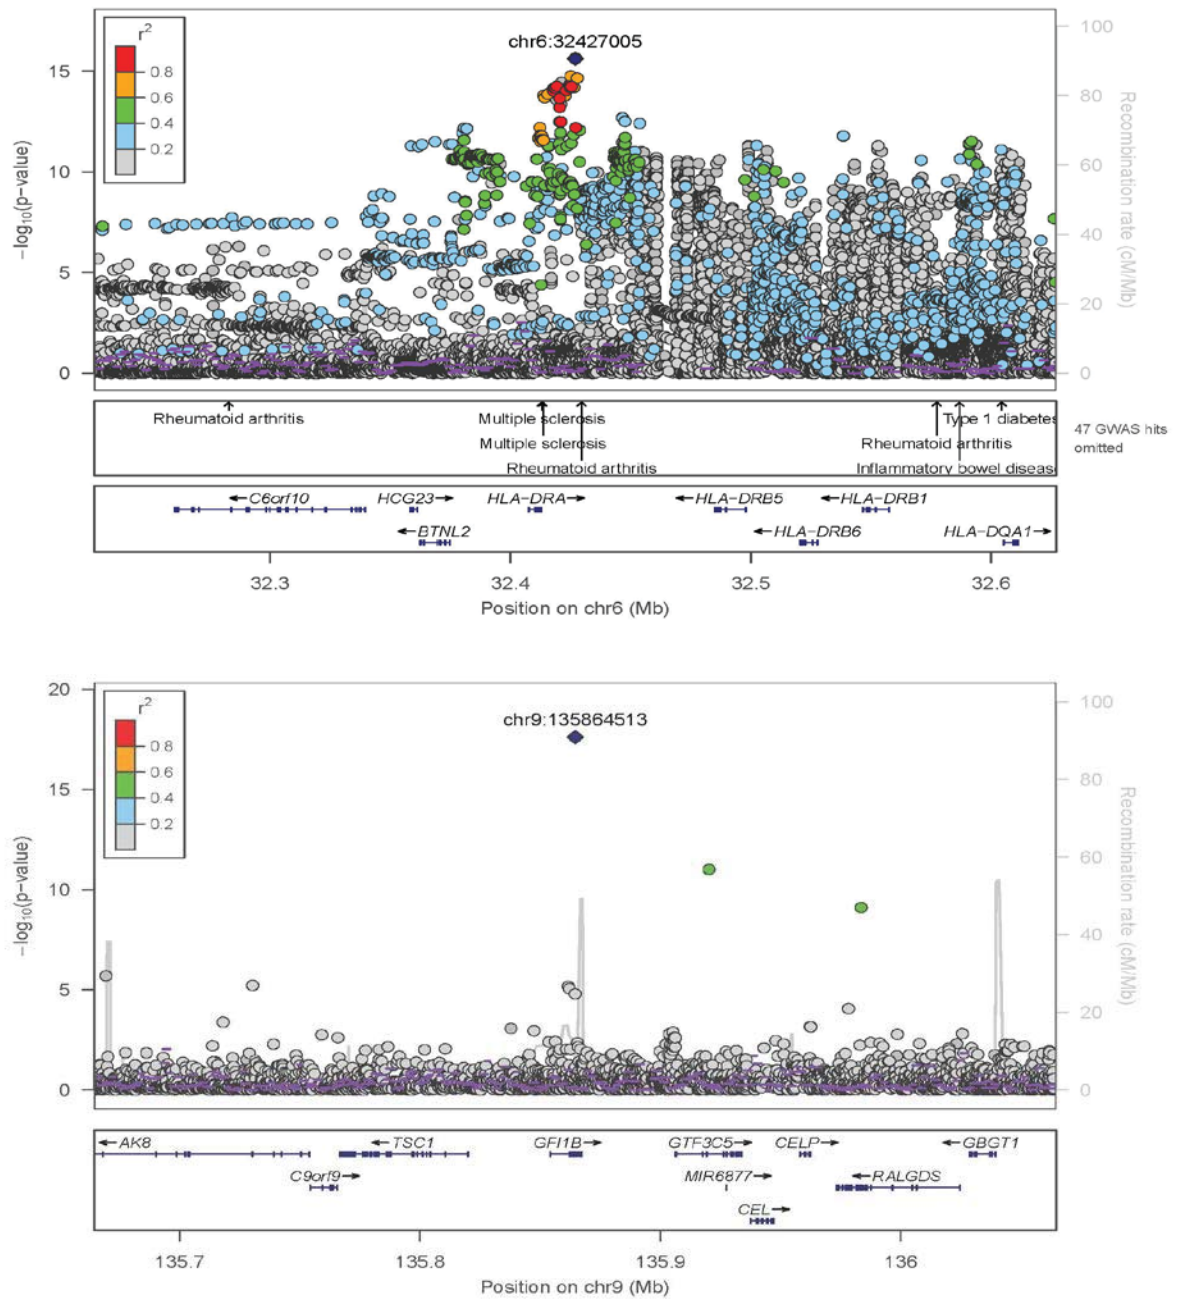 chr6:32427005
r2
0.8
0.6
0.4
0.2
15
10
5
0
−log10(p−value)
100
80
60
40
20
0
Recombination rate (cM/Mb)
Rheumatoid arthritis
Multiple sclerosis
Type 1 diabetes
Multiple sclerosis
Rheumatoid arthritis
Rheumatoid arthritis
Inflammatory bowel diseas
47 GWAS hits
omitted
C6orf10
HCG23
HLA−DRA
HLA−DRB5
HLA−DRB1
BTNL2
HLA−DRB6
HLA−DQA1
32.3
32.4
32.5
32.6
Position on chr6 (Mb)
chr9:135864513
r2
0.8
0.6
0.4
0.2
20
15
10
5
0
−log10(p−value)
100
80
60
40
20
0
Recombination rate (cM/Mb)
AK8
TSC1
GFI1B
GTF3C5
CELP
GBGT1
C9orf9
MIR6877
RALGDS
CEL
135.7
135.8
135.9
136
Position on chr9 (Mb)